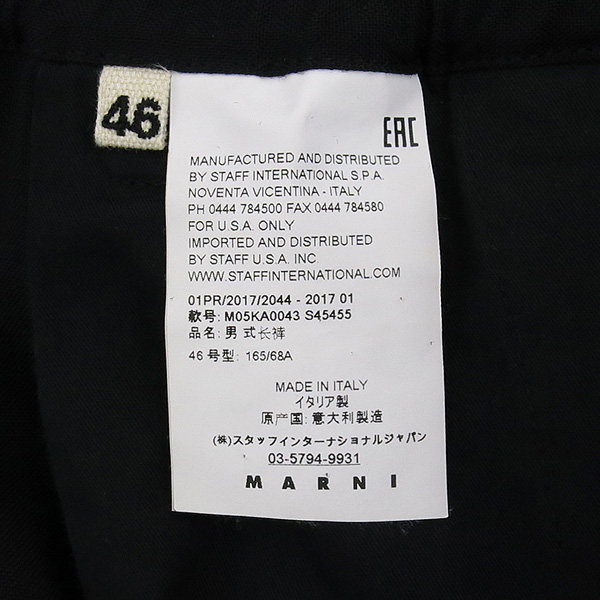 46
EAC
MANUFACTURED AND DISTRIBUTED
BY STAFF INTERNATIONAL S.P.A.
NOVENTA VICENTINA - ITALY
PH 0444 784500 FAX 0444 784580
FOR U.S.A. ONLY
IMPORTED AND DISTRIBUTED
BY STAFF U.S.A. INC.
WWW.STAFFINTERNATIONAL.COM
01PR/2017/2044 - 2017 01
款号: M05KA0043 S45455
品名: 男 式长裤
46 号型: 165/68A
MADE IN ITALY
イタリア製
原产国: 意大利製造
(株)スタッフインターナショナルジャパン
03-5794-9931
MARNI